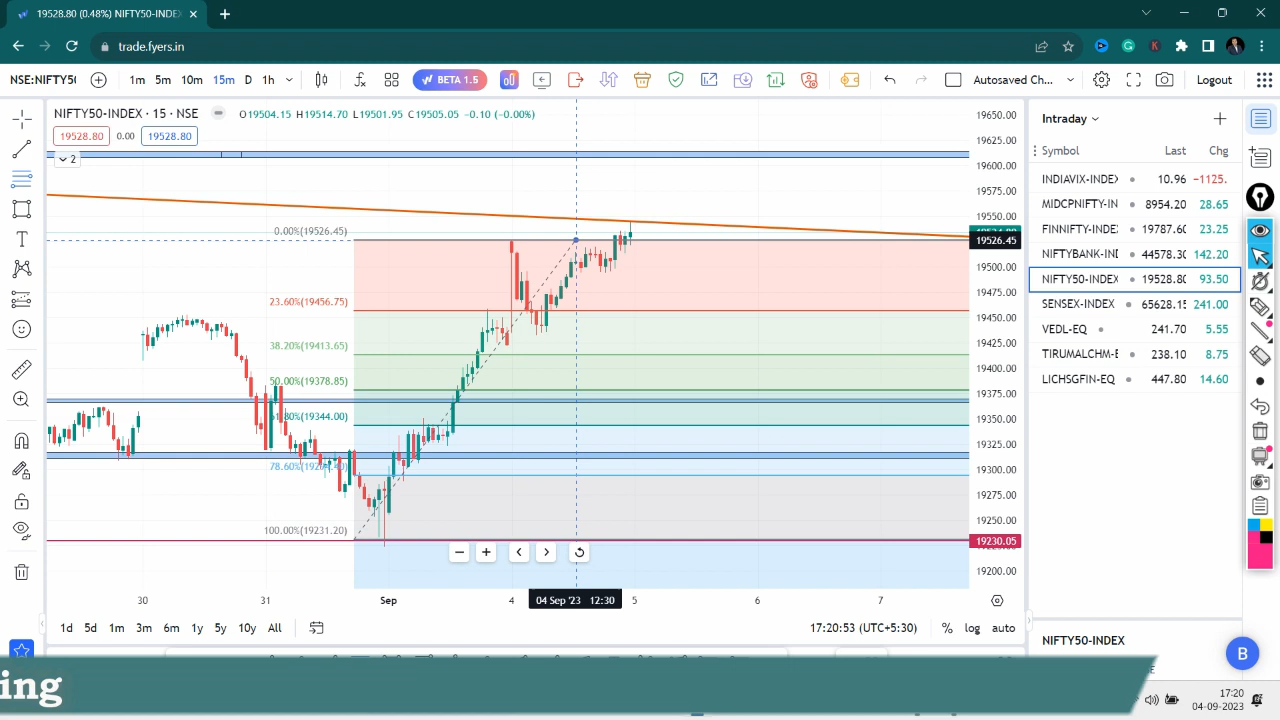 19528.80 (0.48%) NIFTY50-INDEX
trade.fyers.in
NSE:NIFTY50
1m 5m 10m 15m D 1h
BETA 1.5
Autosaved Ch...
Logout
NIFTY50-INDEX · 15 · NSE
O19504.15 H19514.70 L19501.95 C19505.05 −0.10 (−0.00%)
19528.80 0.00 19528.80
2
0.00%(19526.45)
23.60%(19456.75)
38.20%(19413.65)
50.00%(19378.85)
61.80%(19344.00)
100.00%(19231.20)
19650.00
19625.00
19600.00
19575.00
19550.00
19526.45
19500.00
19475.00
19450.00
19425.00
19400.00
19375.00
19350.00
19325.00
19300.00
19275.00
19250.00
19230.05
19200.00
30 31 Sep 4 04 Sep '23 12:30 5 6 7
1d 5d 1m 3m 6m 1y 5y 10y All
17:20:53 (UTC+5:30) % log auto
Intraday
Symbol Last Chg
INDIAVIX-INDEX 10.96 −1125.
MIDCPNIFTY-IN 8954.20 28.65
FINNIFTY-INDE 19787.60 23.25
NIFTYBANK-IND 44578.30 142.20
NIFTY50-INDEX 19528.80 93.50
SENSEX-INDEX 65628.15 241.00
VEDL-EQ 241.70 5.55
TIRUMALCHM-E 238.10 8.75
LICHSGFIN-EQ 447.80 14.60
NIFTY50-INDEX
B
ing
17:20
04-09-2023